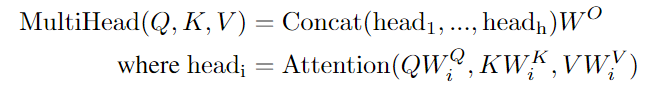 MultiHead(Q, K, V) = Concat(head₁, ..., headₕ)W^O
where headᵢ = Attention(QWᵢ^Q, KWᵢ^K, VWᵢ^V)